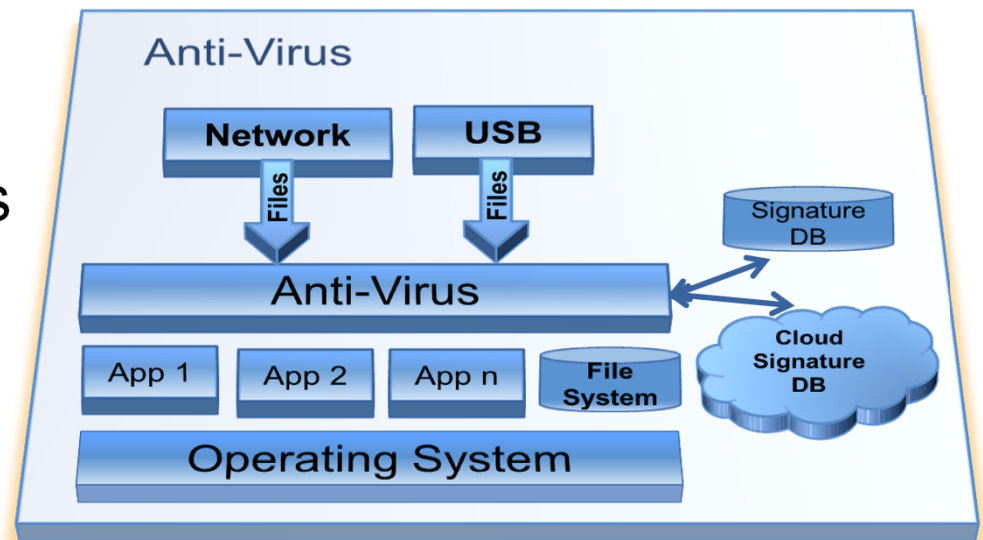 Anti-Virus
Network
USB
Files
Files
s
Signature
DB
Anti-Virus
Cloud
Signature
DB
App 1
App 2
App n
File
System
Operating System